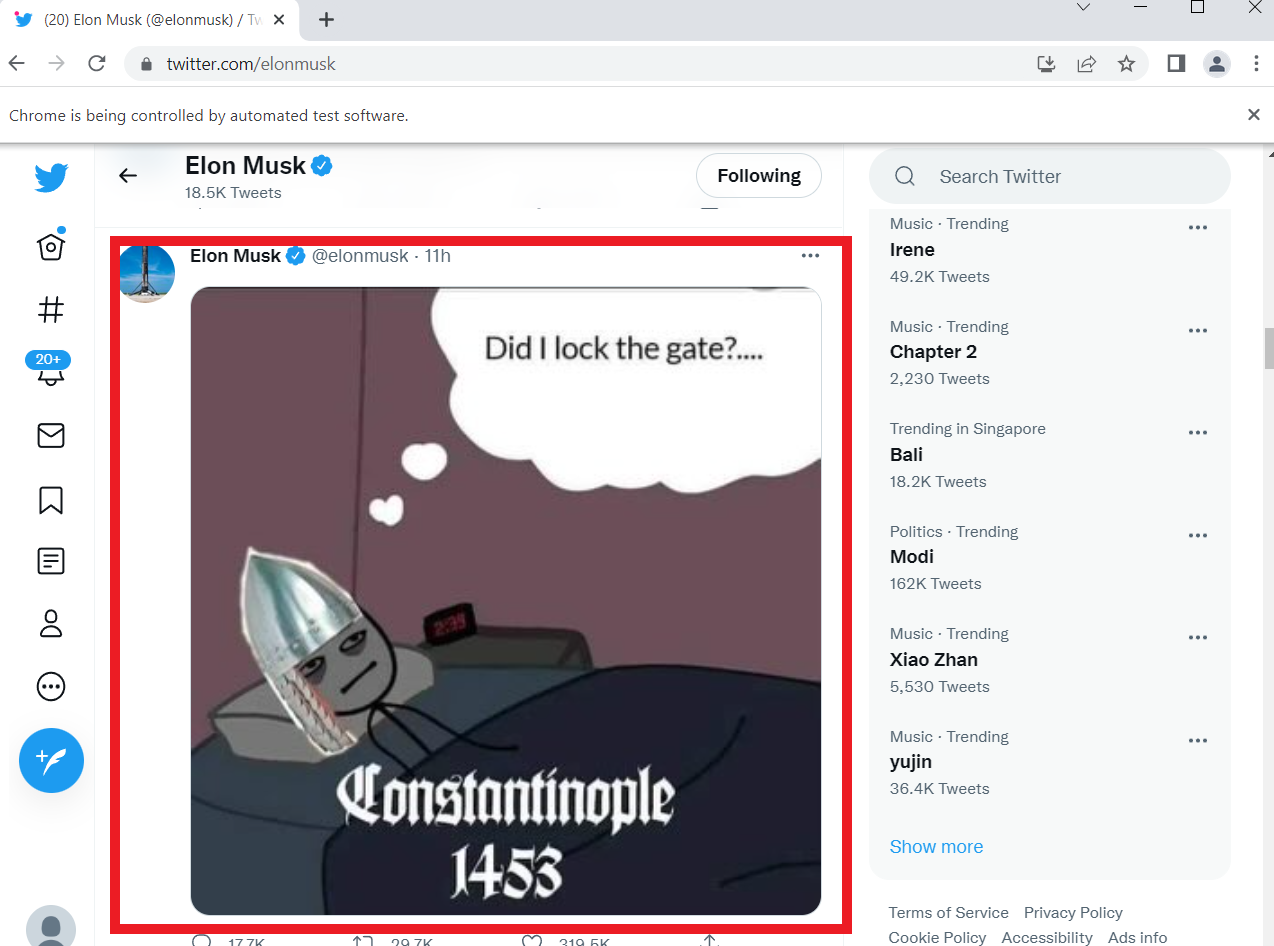 (20) Elon Musk (@elonmusk) / Tw
twitter.com/elonmusk
Chrome is being controlled by automated test software.
Elon Musk
18.5K Tweets
Following
Search Twitter
20+
Elon Musk @elonmusk · 11h
Did I lock the gate?....
2:39
Constantinople
1453
17.7K 29.7K 319.5K
Music · Trending
Irene
49.2K Tweets
Music · Trending
Chapter 2
2,230 Tweets
Trending in Singapore
Bali
18.2K Tweets
Politics · Trending
Modi
162K Tweets
Music · Trending
Xiao Zhan
5,530 Tweets
Music · Trending
yujin
36.4K Tweets
Show more
Terms of Service Privacy Policy
Cookie Policy Accessibility Ads info